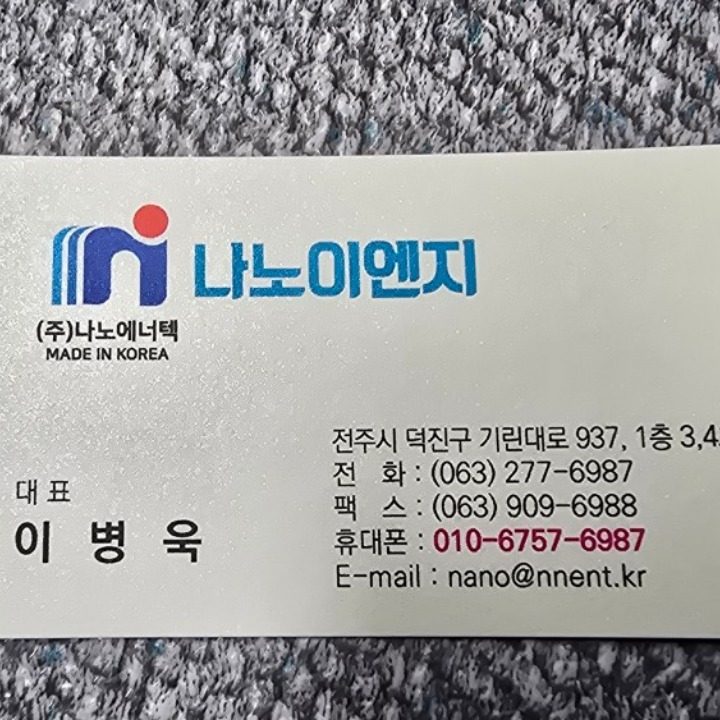 나노이엔지
(주)나노에너텍
MADE IN KOREA
대표
이병욱
전주시 덕진구 기린대로 937, 1층 3,4
전 화 : (063) 277-6987
팩 스 : (063) 909-6988
휴대폰 : 010-6757-6987
E-mail : nano@nnent.kr